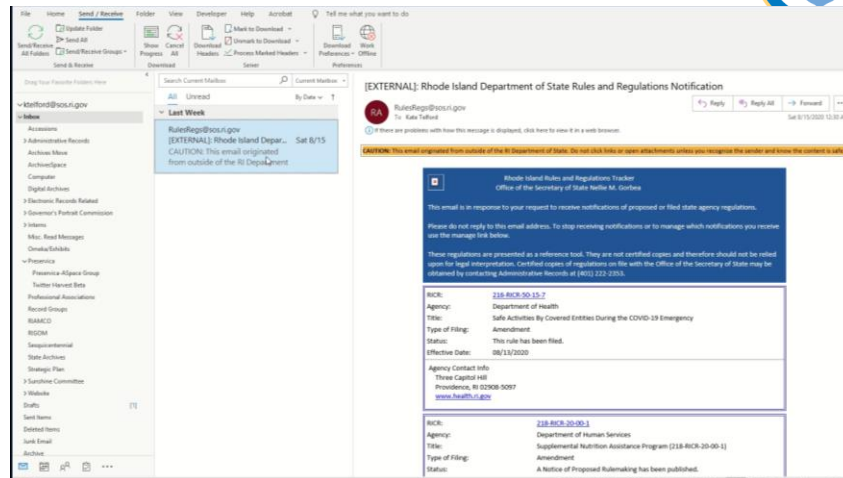 File Home Send / Receive Folder View Developer Help Acrobat Tell me what you want to do
Send/Receive All Folders
Update Folder
Send All
Send/Receive Groups
Send & Receive
Show Progress
Cancel All
Download
Download Headers
Mark to Download
Unmark to Download
Process Marked Headers
Server
Download Preferences
Work Offline
Preferences
Drag Your Favorite Folders Here
ktelford@sos.ri.gov
Inbox
Accessions
Administrative Records
Archives Move
ArchivesSpace
Computer
Digital Archives
Electronic Records Related
Governor's Portrait Commission
Interns
Misc. Read Messages
Omeka/Exhibits
Preservica
Preservica-ASpace Group
Twitter Harvest Beta
Professional Associations
Record Groups
RIAMCO
RIGOM
Sesquicentennial
State Archives
Strategic Plan
Sunshine Committee
Website
Drafts [1]
Sent Items
Deleted Items
Junk Email
Archive
Search Current Mailbox Current Mailbox
All Unread By Date
Last Week
RulesRegs@sos.ri.gov
[EXTERNAL]: Rhode Island Depar... Sat 8/15
CAUTION: This email originated
from outside of the RI Department
[EXTERNAL]: Rhode Island Department of State Rules and Regulations Notification
RA
RulesRegs@sos.ri.gov
To Kate Telford
Reply Reply All Forward
Sat 8/15/2020 12:30 A
If there are problems with how this message is displayed, click here to view it in a web browser.
CAUTION: This email originated from outside of the RI Department of State. Do not click links or open attachments unless you recognize the sender and know the content is safe
Rhode Island Rules and Regulations Tracker
Office of the Secretary of State Nellie M. Gorbea
This email is in response to your request to receive notifications of proposed or filed state agency regulations.
Please do not reply to this email address. To stop receiving notifications or to manage which notifications you receive
use the manage link below.
These regulations are presented as a reference tool. They are not certified copies and therefore should not be relied
upon for legal interpretation. Certified copies of regulations on file with the Office of the Secretary of State may be
obtained by contacting Administrative Records at (401) 222-2353.
RICR: 216-RICR-50-15-7
Agency: Department of Health
Title: Safe Activities By Covered Entities During the COVID-19 Emergency
Type of Filing: Amendment
Status: This rule has been filed.
Effective Date: 08/13/2020
Agency Contact Info
Three Capitol Hill
Providence, RI 02908-5097
www.health.ri.gov
RICR: 218-RICR-20-00-1
Agency: Department of Human Services
Title: Supplemental Nutrition Assistance Program (218-RICR-20-00-1)
Type of Filing: Amendment
Status: A Notice of Proposed Rulemaking has been published.